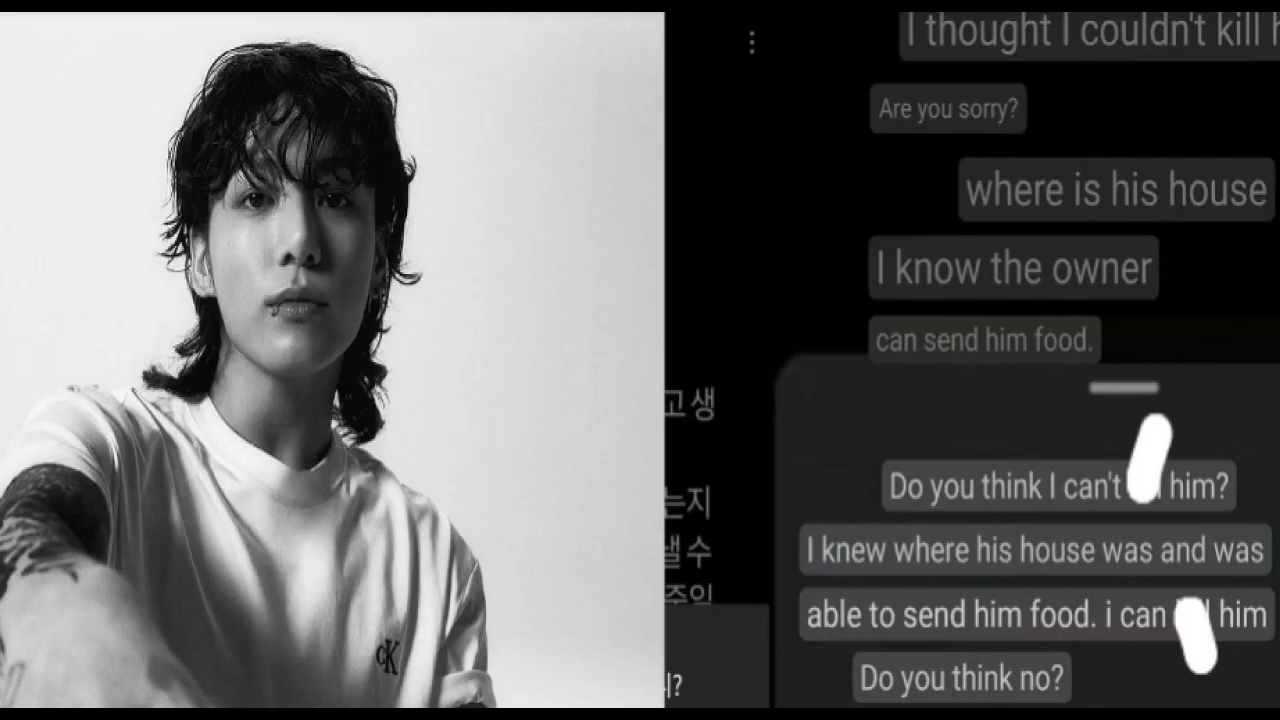 cK
I thought I couldn't kill
Are you sorry?
where is his house
I know the owner
can send him food.
고생
Do you think I can't him?
는지
I knew where his house was and was
낼수
able to send him food. i can him
주인
Do you think no?